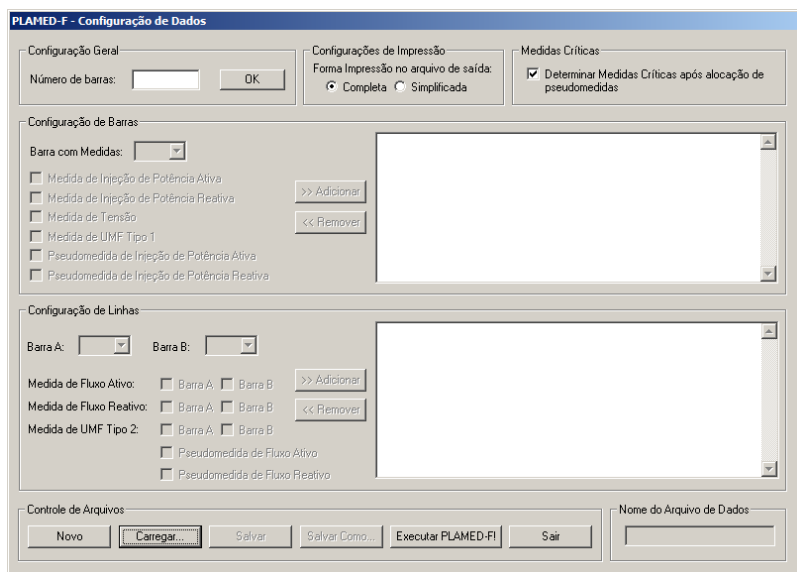 PLAMED-F - Configuração de Dados
Configuração Geral
Número de barras:
OK
Configurações de Impressão
Forma Impressão no arquivo de saída:
Completa
Simplificada
Medidas Críticas
Determinar Medidas Críticas após alocação de
pseudomedidas
Configuração de Barras
Barra com Medidas:
Medida de Injeção de Potência Ativa
Medida de Injeção de Potência Reativa
Medida de Tensão
Medida de UMF Tipo 1
Pseudomedida de Injeção de Potência Ativa
Pseudomedida de Injeção de Potência Reativa
>> Adicionar
<< Remover
Configuração de Linhas
Barra A:
Barra B:
Medida de Fluxo Ativo: Barra A Barra B
Medida de Fluxo Reativo: Barra A Barra B
Medida de UMF Tipo 2: Barra A Barra B
Pseudomedida de Fluxo Ativo
Pseudomedida de Fluxo Reativo
>> Adicionar
<< Remover
Controle de Arquivos
Novo
Carregar...
Salvar
Salvar Como...
Executar PLAMED-F!
Sair
Nome do Arquivo de Dados